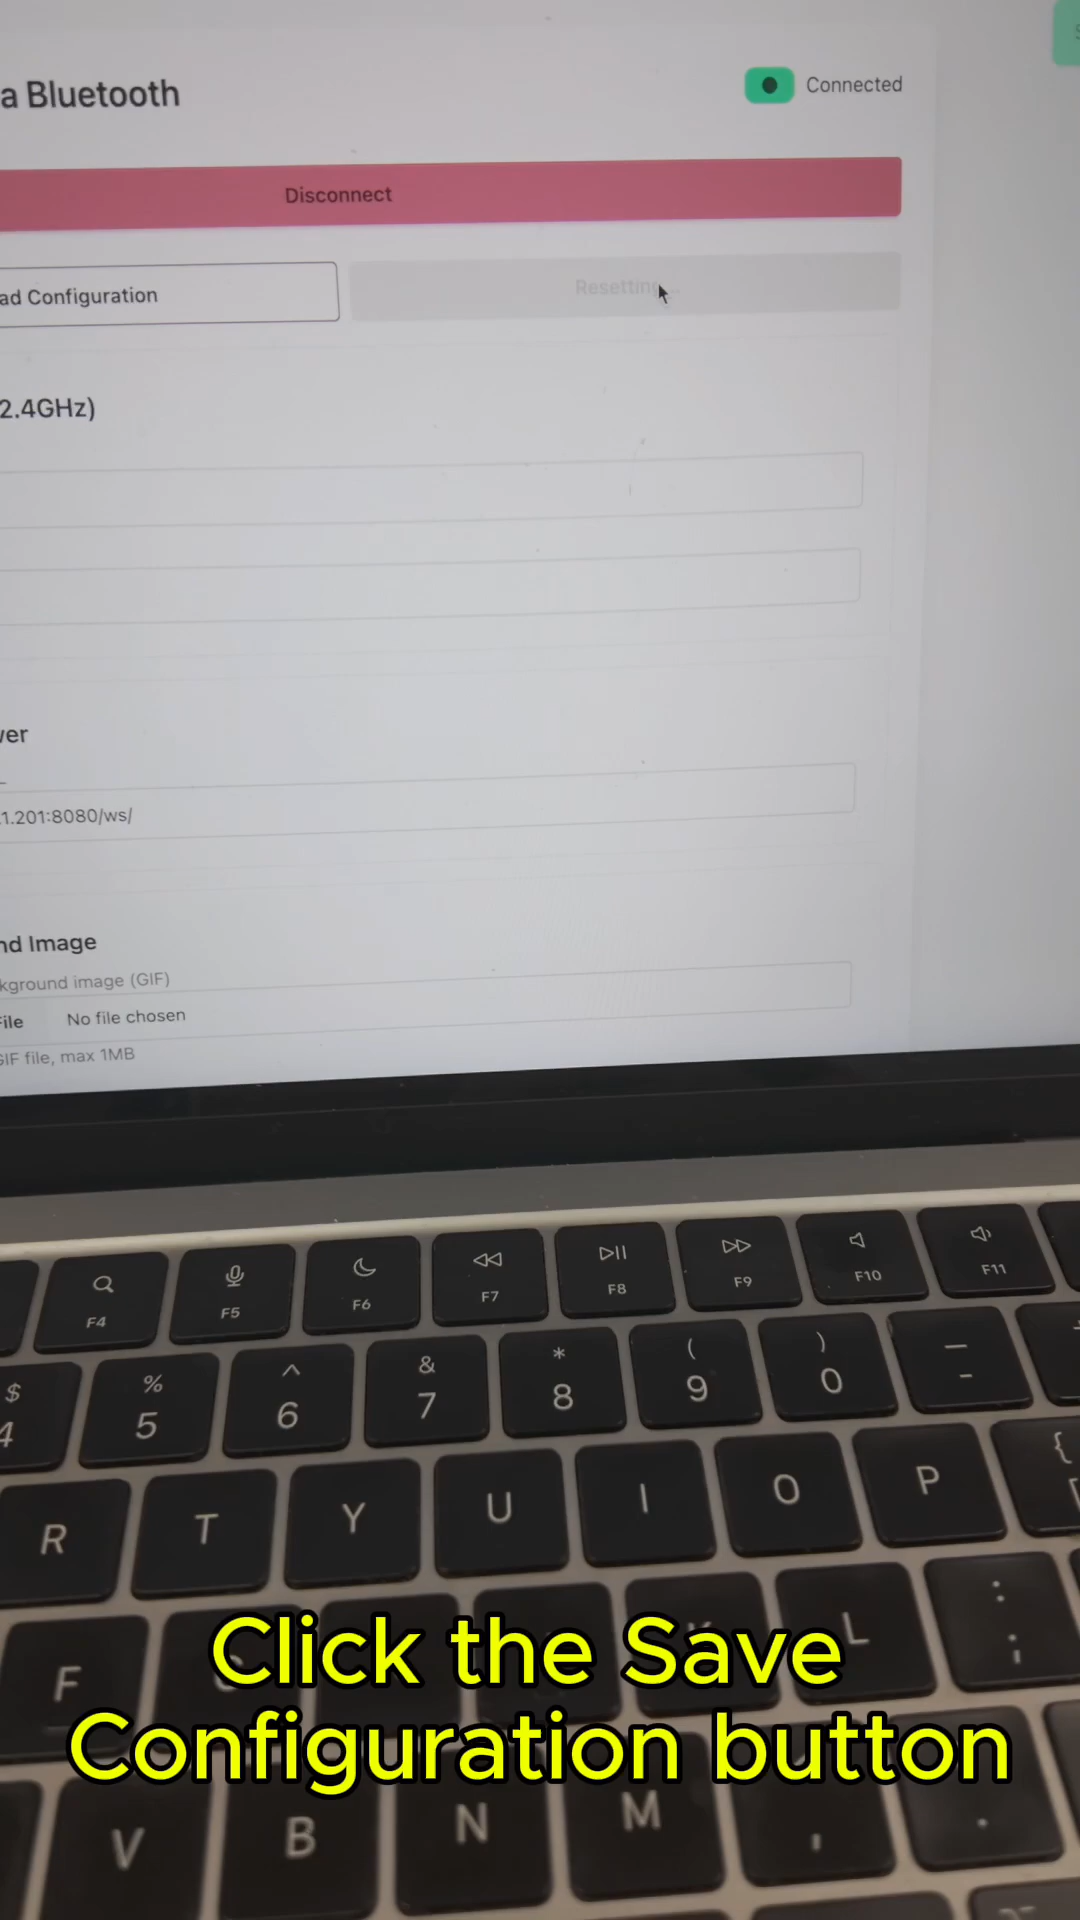 a Bluetooth
Connected
Disconnect
ad Configuration
Resetting...
2.4GHz)
ver
1.201:8080/ws/
nd Image
kground image (GIF)
File
No file chosen
GIF file, max 1MB
F4
F5
F6
F7
F8
F9
F10
F11
$
4
%
5
^
6
&
7
*
8
(
9
)
0
—
-
{
[
R
T
Y
U
I
O
P
F
L
:
;
V
B
N
M
,
.
Click the Save
Configuration button